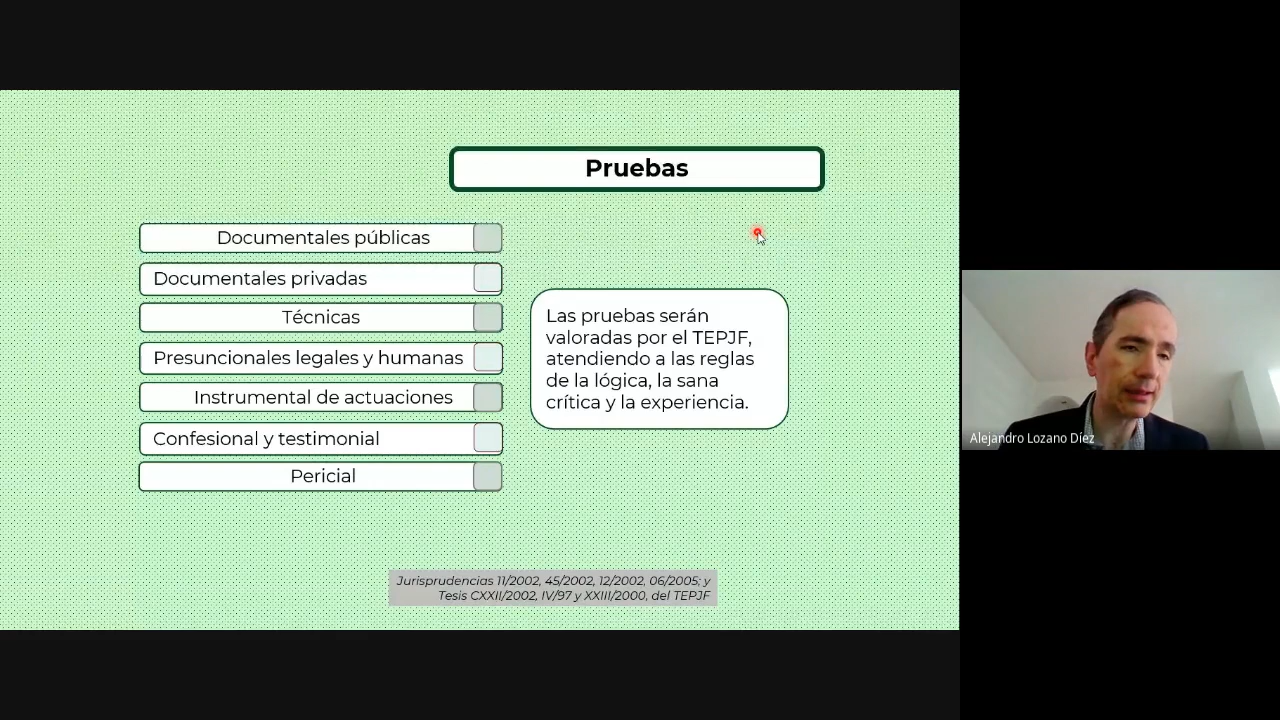 Pruebas
Documentales públicas
Documentales privadas
Técnicas
Presuncionales legales y humanas
Instrumental de actuaciones
Confesional y testimonial
Pericial
Las pruebas serán
valoradas por el TEPJF,
atendiendo a las reglas
de la lógica, la sana
crítica y la experiencia.
Jurisprudencias 11/2002, 45/2002, 12/2002, 06/2005; y
Tesis CXXII/2002, IV/97 y XXIII/2000, del TEPJF
Alejandro Lozano Díez